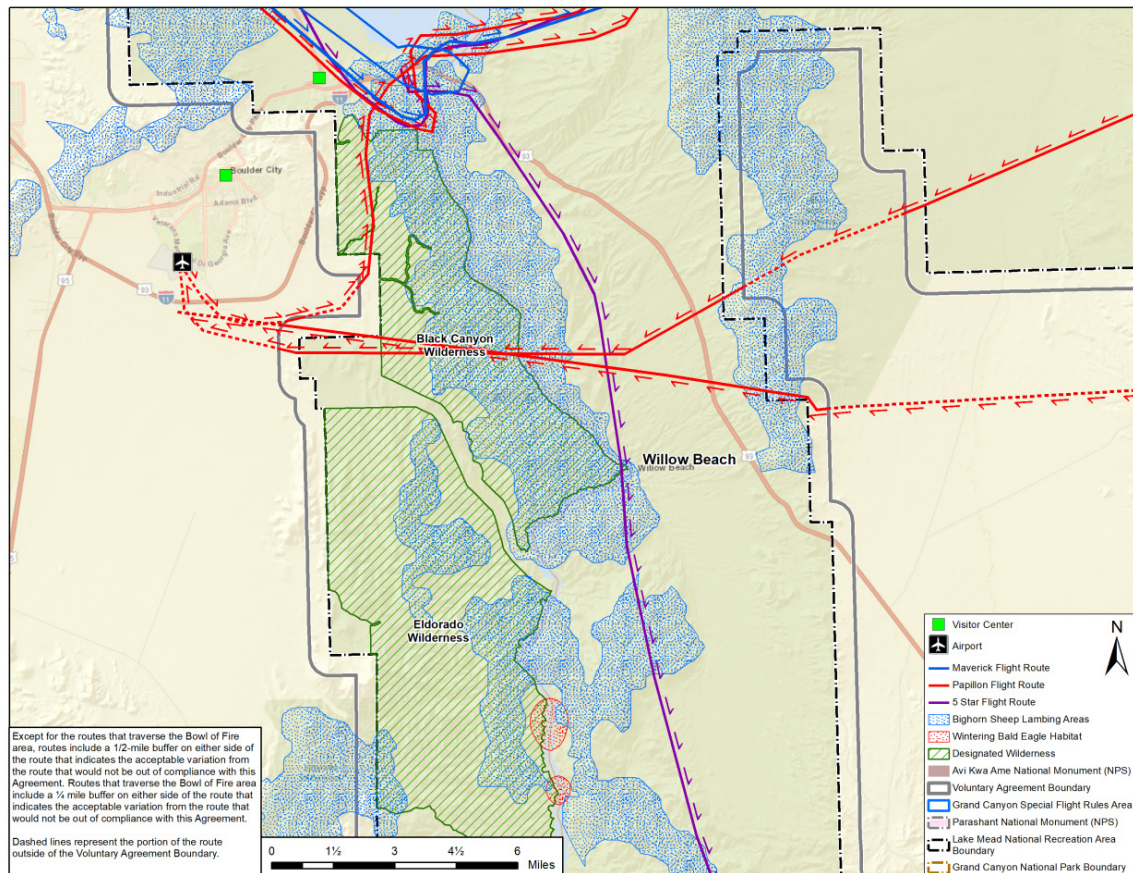 Boulder City
Industrial Rd
Adams Blvd
Georgia Ave
11
93
95
93
11
93
93
Black Canyon
Wilderness
Willow Beach
Willow Beach
Eldorado
Wilderness
Except for the routes that traverse the Bowl of Fire
area, routes include a 1/2-mile buffer on either side of
the route that indicates the acceptable variation from
the route that would not be out of compliance with this
Agreement. Routes that traverse the Bowl of Fire area
include a ¼ mile buffer on either side of the route that
indicates the acceptable variation from the route that
would not be out of compliance with this Agreement.
Dashed lines represent the portion of the route
outside of the Voluntary Agreement Boundary.
0 1½ 3 4½ 6
Miles
N
Visitor Center
Airport
Maverick Flight Route
Papillon Flight Route
5 Star Flight Route
Bighorn Sheep Lambing Areas
Wintering Bald Eagle Habitat
Designated Wilderness
Avi Kwa Ame National Monument (NPS)
Voluntary Agreement Boundary
Grand Canyon Special Flight Rules Area
Parashant National Monument (NPS)
Lake Mead National Recreation Area
Boundary
Grand Canyon National Park Boundary